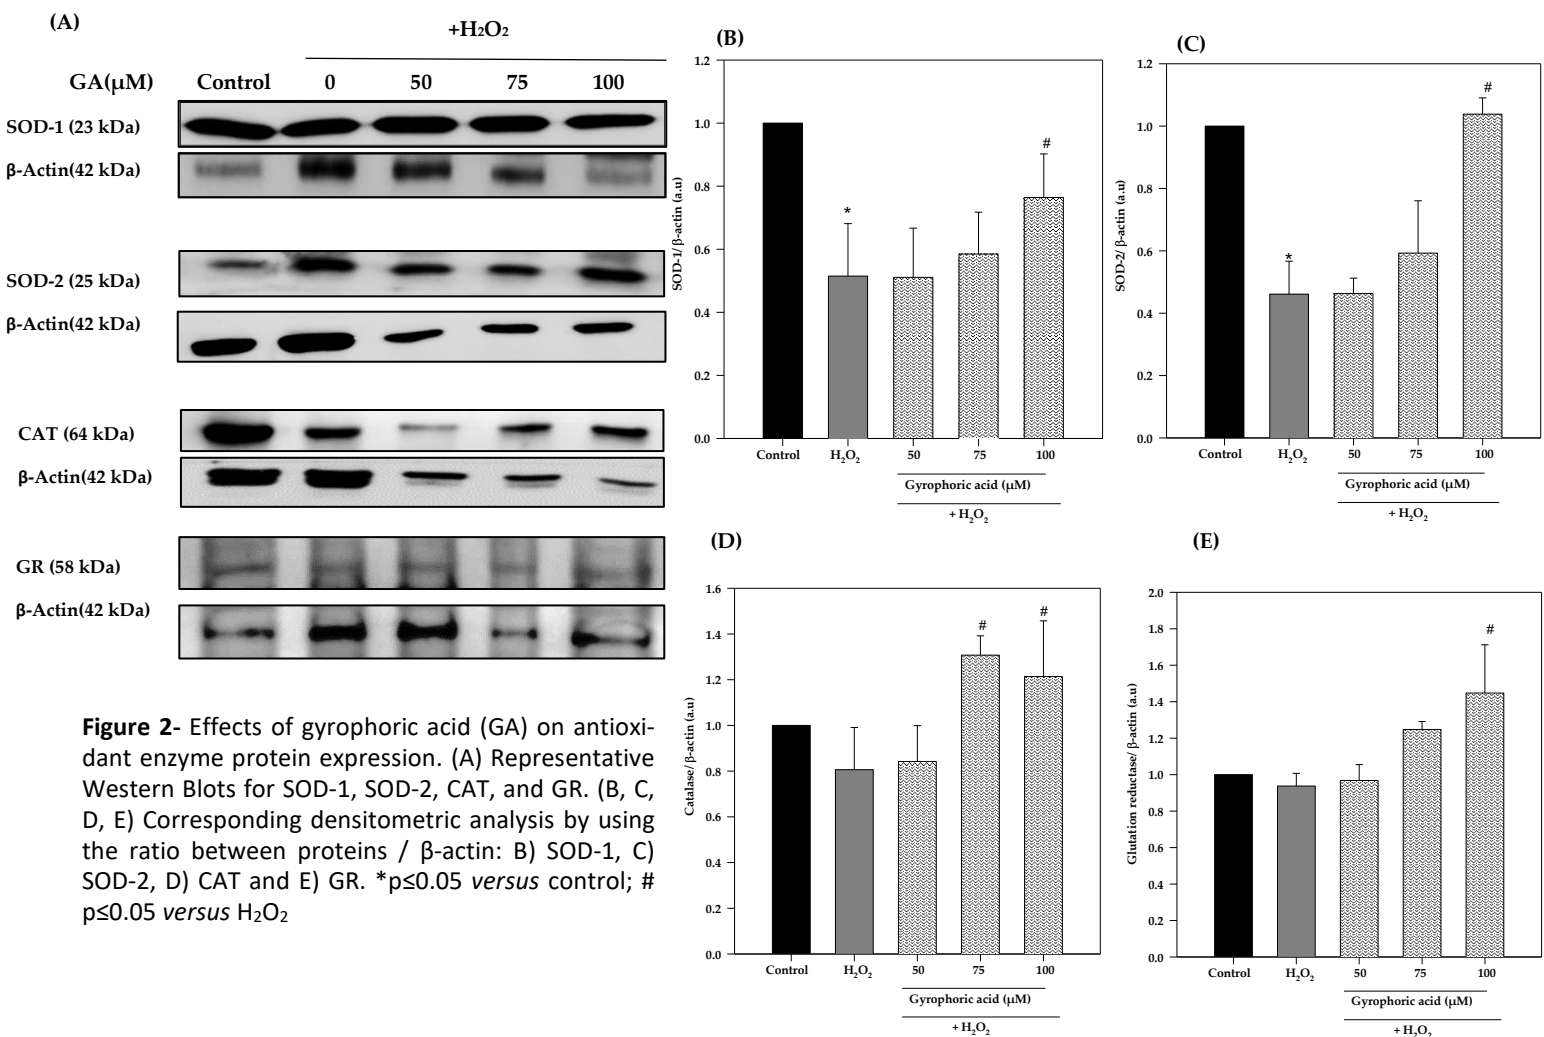 (A)
+H₂O₂
GA(µM) Control 0 50 75 100
SOD-1 (23 kDa)
β-Actin(42 kDa)
SOD-2 (25 kDa)
β-Actin(42 kDa)
CAT (64 kDa)
β-Actin(42 kDa)
GR (58 kDa)
β-Actin(42 kDa)
Figure 2- Effects of gyrophoric acid (GA) on antioxi-
dant enzyme protein expression. (A) Representative
Western Blots for SOD-1, SOD-2, CAT, and GR. (B, C,
D, E) Corresponding densitometric analysis by using
the ratio between proteins / β-actin: B) SOD-1, C)
SOD-2, D) CAT and E) GR. *p≤0.05 versus control; #
p≤0.05 versus H₂O₂
(B)
SOD-1/ β-actin (a.u)
1.2
1.0
0.8
0.6
0.4
0.2
0.0
*
#
Control H₂O₂ 50 75 100
Gyrophoric acid (µM)
+ H₂O₂
(C)
SOD-2/ β-actin (a.u)
1.2
1.0
0.8
0.6
0.4
0.2
0.0
*
#
Control H₂O₂ 50 75 100
Gyrophoric acid (µM)
+ H₂O₂
(D)
Catalase/ β-actin (a.u)
1.6
1.4
1.2
1.0
0.8
0.6
0.4
0.2
0.0
# #
Control H₂O₂ 50 75 100
Gyrophoric acid (µM)
+ H₂O₂
(E)
Glutation reductase/ β-actin (a.u)
2.0
1.8
1.6
1.4
1.2
1.0
0.8
0.6
0.4
0.2
0.0
#
Control H₂O₂ 50 75 100
Gyrophoric acid (µM)
+ H₂O₂